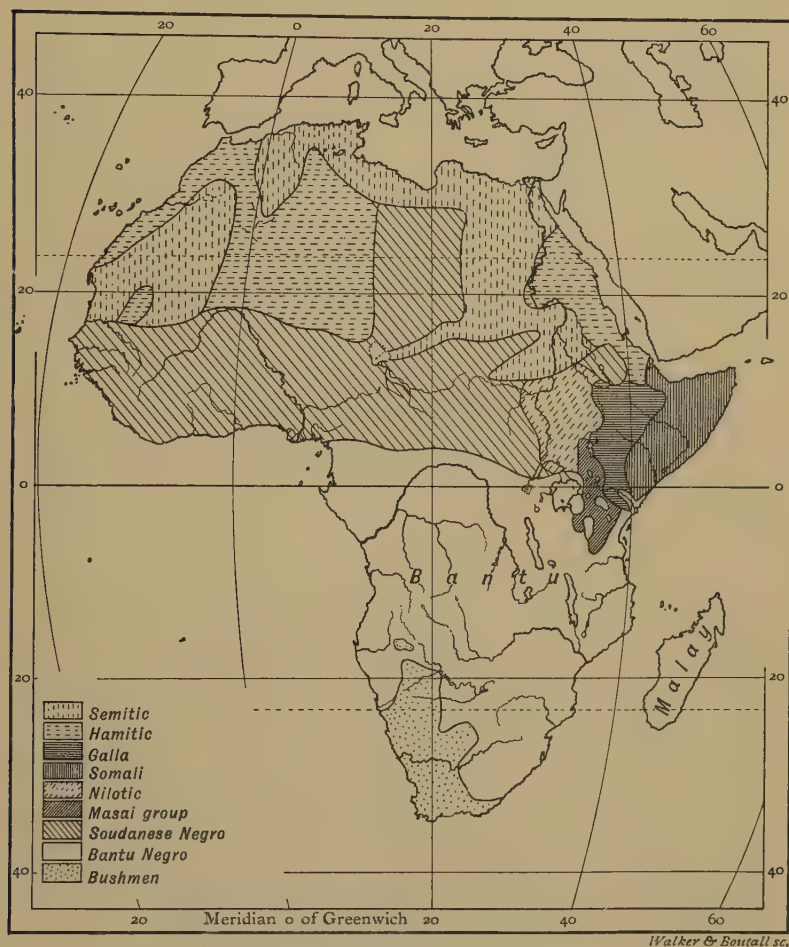 20
0
20
40
60
40
40
20
20
0
0
Bantu
Malay
20
20
Semitic
Hamitic
Galla
Somali
Nilotic
Masai group
Soudanese Negro
Bantu Negro
Bushmen
40
40
20
Meridian 0 of Greenwich
20
40
60
Walker & Boutall sc.